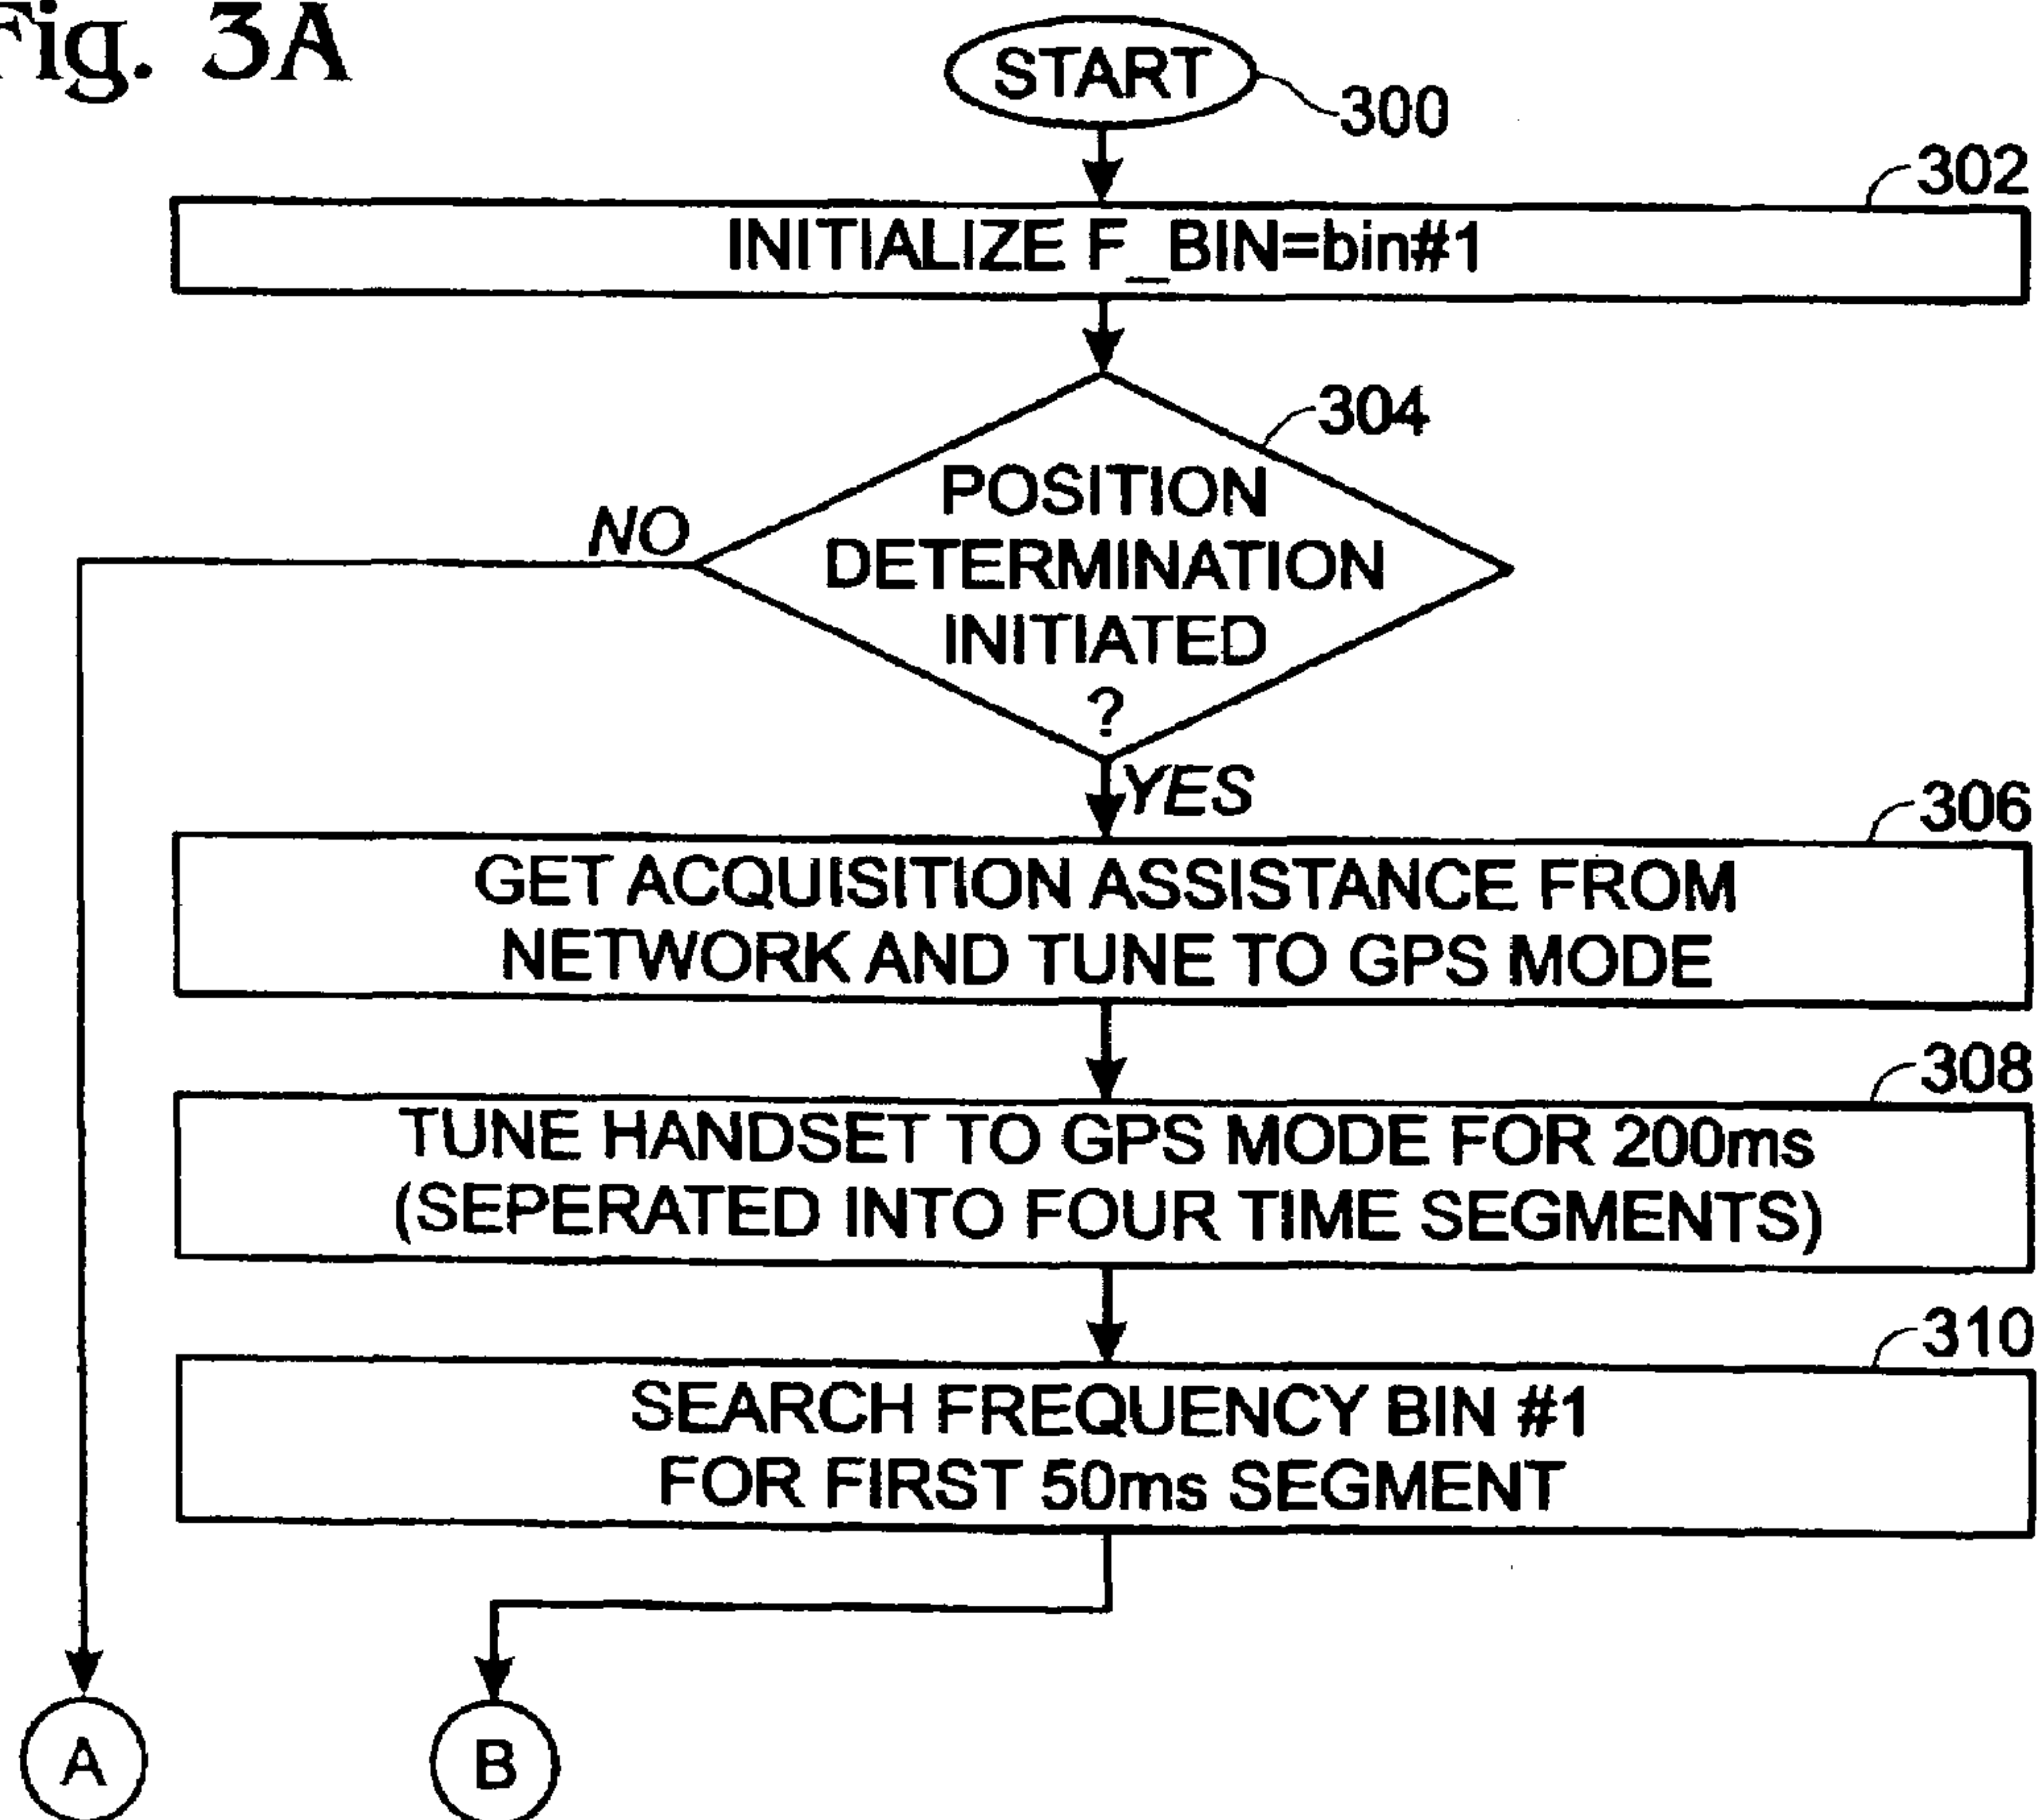 Fig. 3A
START
300
302
INITIALIZE F_BIN=bin#1
304
POSITION
DETERMINATION
INITIATED
?
NO
YES
306
GET ACQUISITION ASSISTANCE FROM
NETWORK AND TUNE TO GPS MODE
308
TUNE HANDSET TO GPS MODE FOR 200ms
(SEPERATED INTO FOUR TIME SEGMENTS)
310
SEARCH FREQUENCY BIN #1
FOR FIRST 50ms SEGMENT
A
B